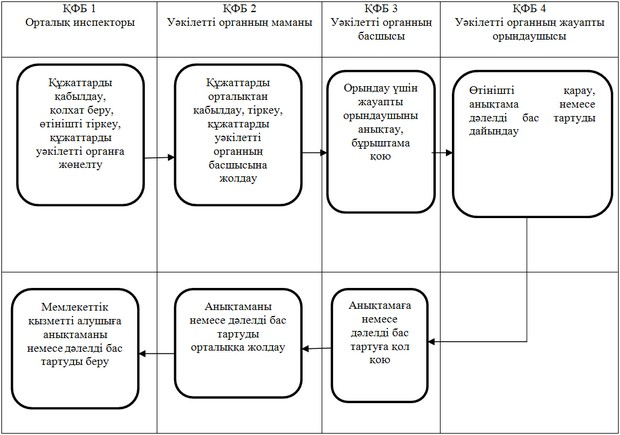 ҚФБ 1
Орталық инспекторы
ҚФБ 2
Уәкілетті органның маманы
ҚФБ 3
Уәкілетті органның
басшысы
ҚФБ 4
Уәкілетті органның жауапты
орындаушысы
Құжаттарды
қабылдау,
қолхат беру,
өтінішті тіркеу,
құжаттарды
уәкілетті органға
жөнелту
Құжаттарды
орталықтан
қабылдау, тіркеу,
құжаттарды
уәкілетті
органның
басшысына
жолдау
Орындау үшін
жауапты
орындаушыны
анықтау,
бұрыштама
қою
Өтінішті қарау,
анықтама немесе
дәлелді бас тартуды
дайындау
Мемлекеттік
қызметті алушыға
анықтаманы
немесе дәлелді бас
тартуды беру
Анықтаманы
немесе дәлелді бас
тартуды
орталыққа жолдау
Анықтамаға
немесе
дәлелді бас
тартуға қол
қою